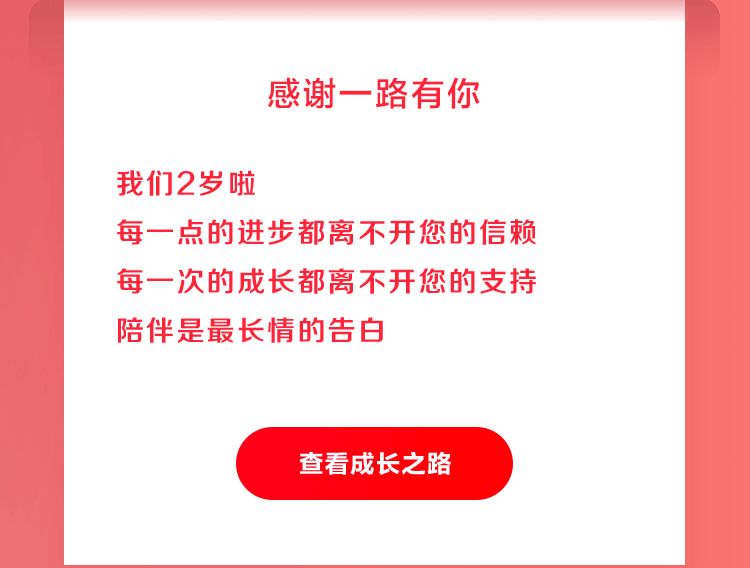 感谢一路有你
我们2岁啦
每一点的进步都离不开您的信赖
每一次的成长都离不开您的支持
陪伴是最长情的告白
查看成长之路